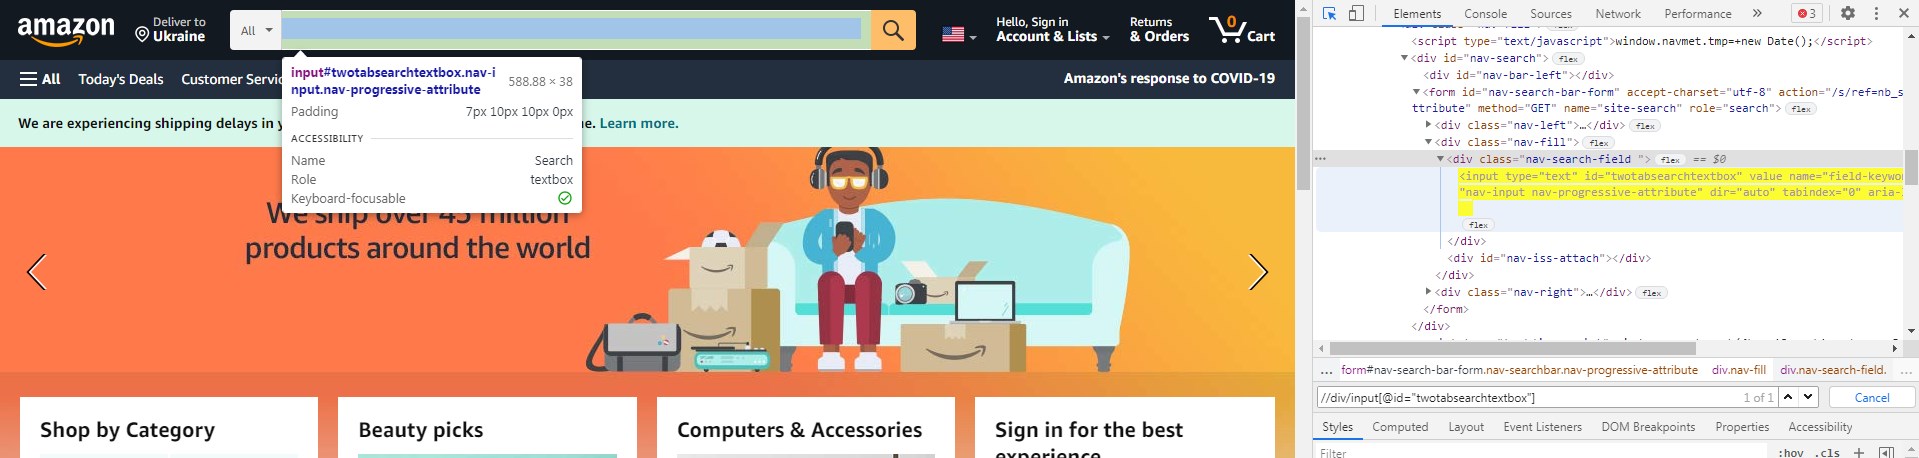 amazon
Deliver to
Ukraine
All
Hello, Sign in
Account & Lists
Returns
& Orders
0
Cart
All
Today's Deals
Customer Servic
Amazon's response to COVID-19
input#twotabsearchtextbox.nav-i
nput.nav-progressive-attribute
588.88 × 38
Padding 7px 10px 10px 0px
ACCESSIBILITY
Name Search
Role textbox
Keyboard-focusable
We are experiencing shipping delays in y
ue. Learn more.
We ship over 45 million
products around the world
Shop by Category
Beauty picks
Computers & Accessories
Sign in for the best
experience
Elements Console Sources Network Performance » 3
<script type="text/javascript">window.navmet.tmp=+new Date();</script>
▼<div id="nav-search"> flex
<div id="nav-bar-left"></div>
▼<form id="nav-search-bar-form" accept-charset="utf-8" action="/s/ref=nb_s
ttribute" method="GET" name="site-search" role="search"> flex
▶<div class="nav-left">…</div> flex
▼<div class="nav-fill"> flex
▼<div class="nav-search-field "> flex == $0
<input type="text" id="twotabsearchtextbox" value name="field-keywor
"nav-input nav-progressive-attribute" dir="auto" tabindex="0" aria-
flex
</div>
<div id="nav-iss-attach"></div>
</div>
▶<div class="nav-right">…</div> flex
</form>
</div>
... form#nav-search-bar-form.nav-searchbar.nav-progressive-attribute div.nav-fill div.nav-search-field. ...
//div/input[@id="twotabsearchtextbox"] 1 of 1 Cancel
Styles Computed Layout Event Listeners DOM Breakpoints Properties Accessibility
Filter :hov .cls +